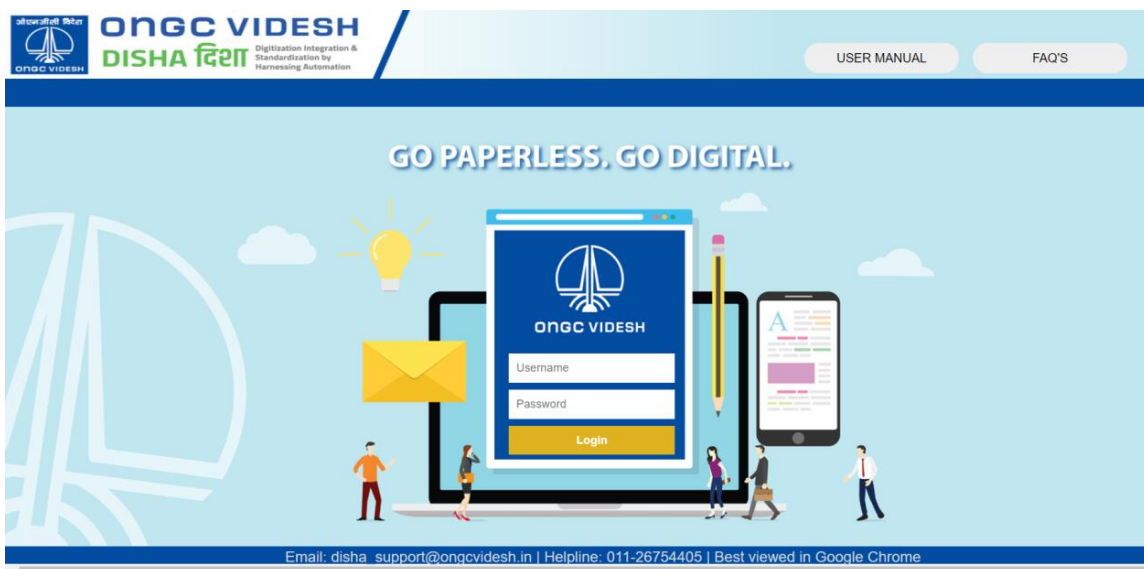 ओएनजीसी विदेश
ONGC VIDESH
ONGC VIDESH
DISHA दिशा
Digitization Integration &
Standardization by
Harnessing Automation
USER MANUAL
FAQ'S
GO PAPERLESS. GO DIGITAL.
ONGC VIDESH
Username
Password
Login
A
Email: disha_support@ongcvidesh.in | Helpline: 011-26754405 | Best viewed in Google Chrome